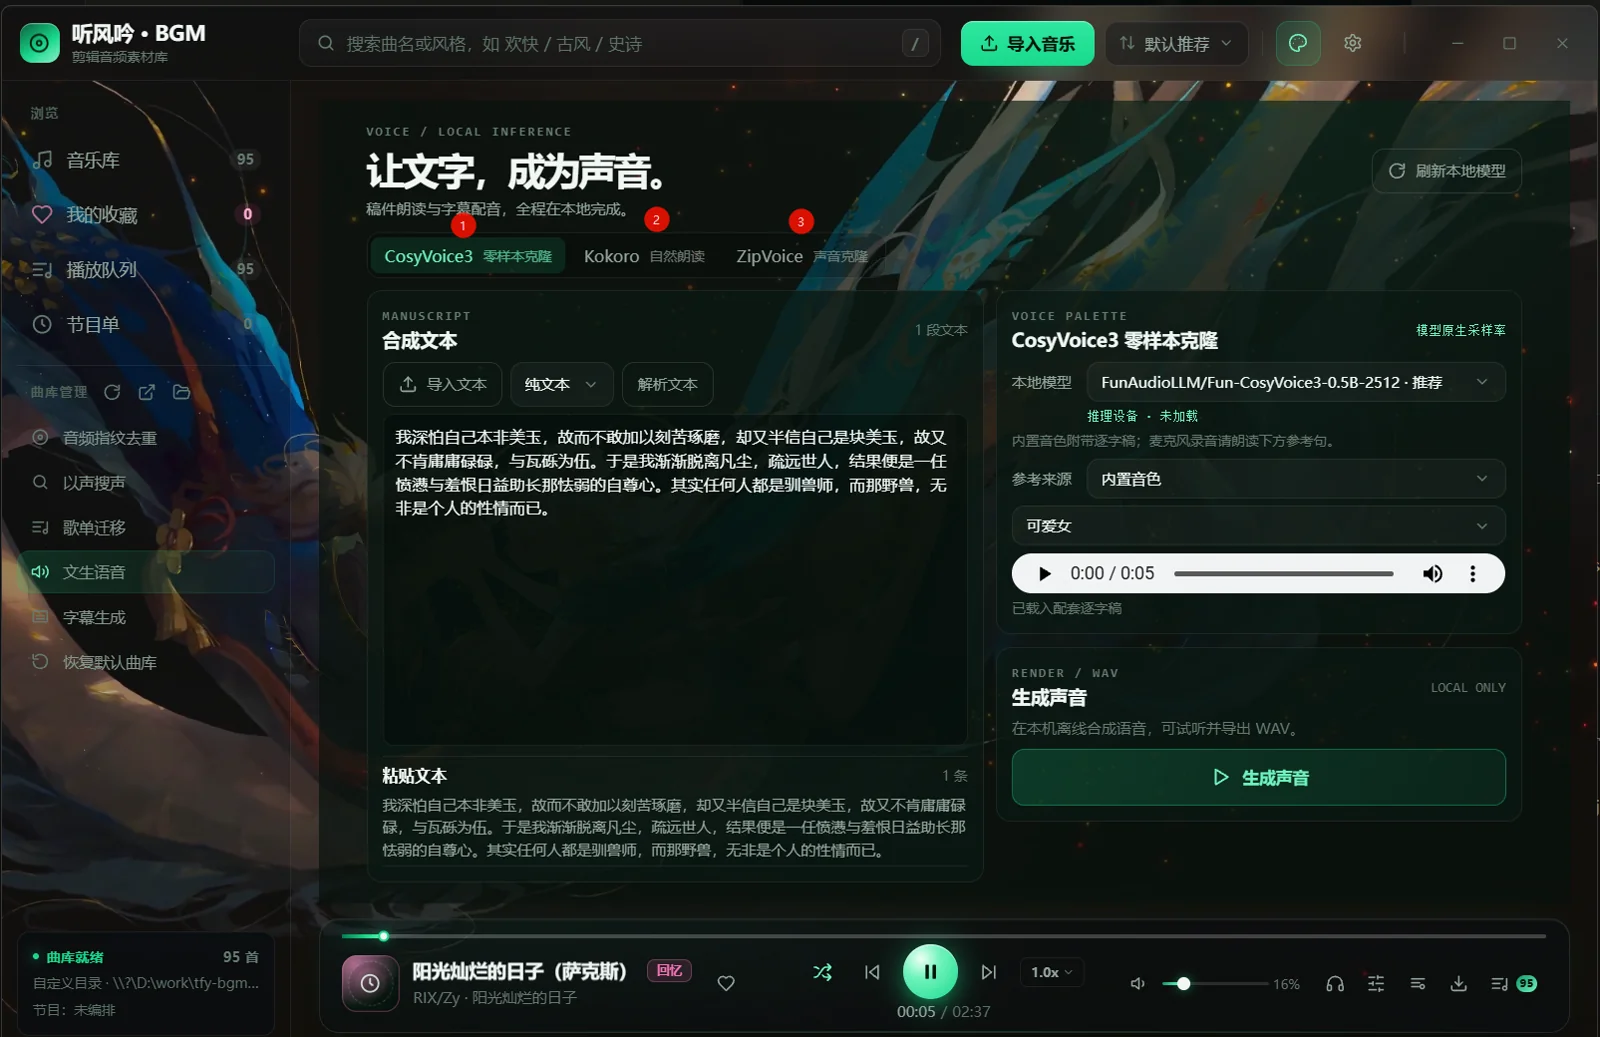 听风吟 • BGM
剪辑音频素材库
搜索曲名或风格，如 欢快 / 古风 / 史诗
/
导入音乐
默认推荐
浏览
音乐库
95
我的收藏
0
播放队列
95
节目单
0
曲库管理
音频指纹去重
以声搜声
歌单迁移
文生语音
字幕生成
恢复默认曲库
曲库就绪
95 首
自定义目录 · \\?\D:\work\tfy-bgm...
节目：未编排
VOICE / LOCAL INFERENCE
让文字，成为声音。
稿件朗读与字幕配音，全程在本地完成。
刷新本地模型
1
2
3
CosyVoice3 零样本克隆
Kokoro 自然朗读
ZipVoice 声音克隆
MANUSCRIPT
合成文本
1 段文本
导入文本
纯文本
解析文本
我深怕自己本非美玉，故而不敢加以刻苦琢磨，却又半信自己是块美玉，故又
不肯庸庸碌碌，与瓦砾为伍。于是我渐渐脱离凡尘，疏远世人，结果便是一任
愤懑与羞恨日益助长那怯弱的自尊心。其实任何人都是驯兽师，而那野兽，无
非是个人的性情而已。
粘贴文本
1 条
我深怕自己本非美玉，故而不敢加以刻苦琢磨，却又半信自己是块美玉，故又不肯庸庸碌
碌，与瓦砾为伍。于是我渐渐脱离凡尘，疏远世人，结果便是一任愤懑与羞恨日益助长那
怯弱的自尊心。其实任何人都是驯兽师，而那野兽，无非是个人的性情而已。
VOICE PALETTE
CosyVoice3 零样本克隆
模型原生采样率
本地模型
FunAudioLLM/Fun-CosyVoice3-0.5B-2512 · 推荐
推理设备 · 未加载
内置音色附带逐字稿；麦克风录音请朗读下方参考句。
参考来源
内置音色
可爱女
0:00 / 0:05
已载入配套逐字稿
RENDER / WAV
生成声音
LOCAL ONLY
在本机离线合成语音，可试听并导出 WAV。
生成声音
阳光灿烂的日子（萨克斯）
回忆
RIX/Zy · 阳光灿烂的日子
1.0x
00:05 / 02:37
16%
95